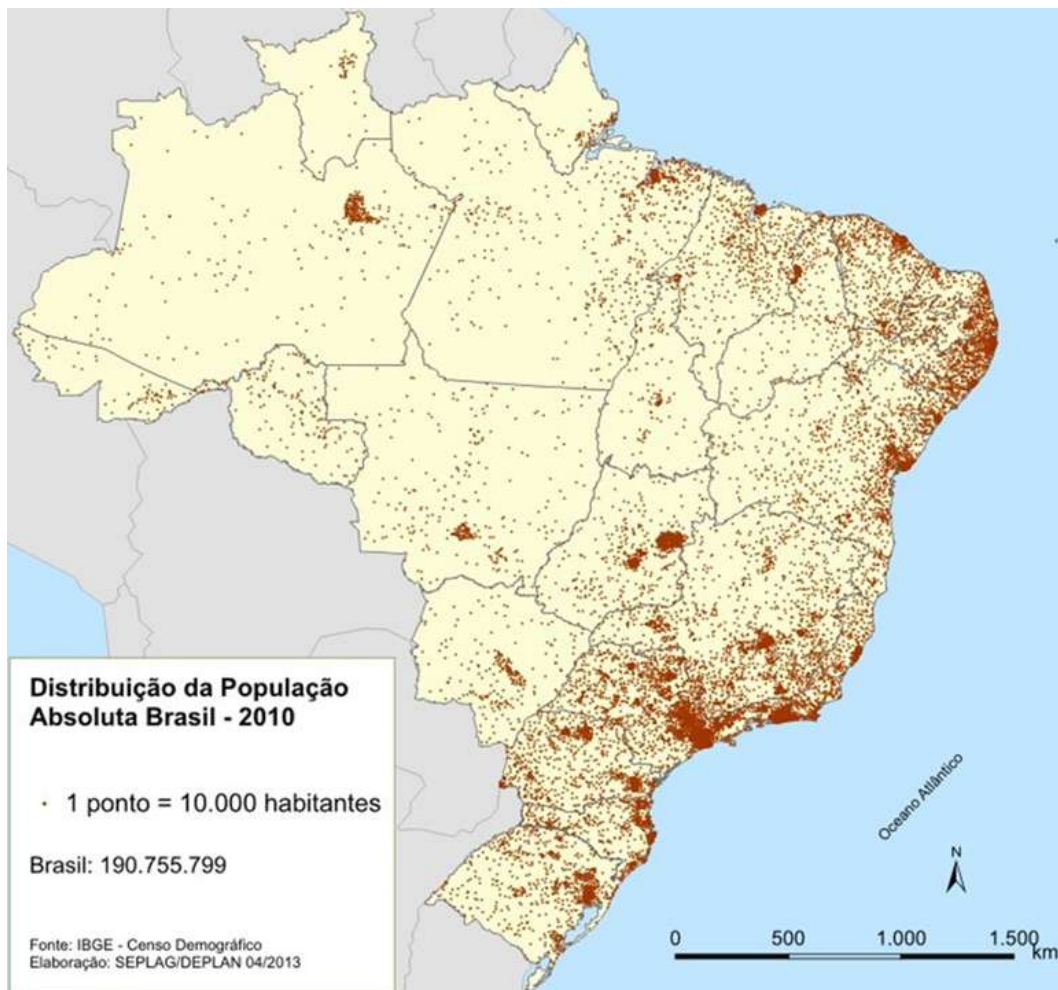 Distribuição da População
Absoluta Brasil - 2010
1 ponto = 10.000 habitantes
Brasil: 190.755.799
Fonte: IBGE - Censo Demográfico
Elaboração: SEPLAG/DEPLAN 04/2013
Oceano Atlântico
N
0 500 1.000 1.500
km